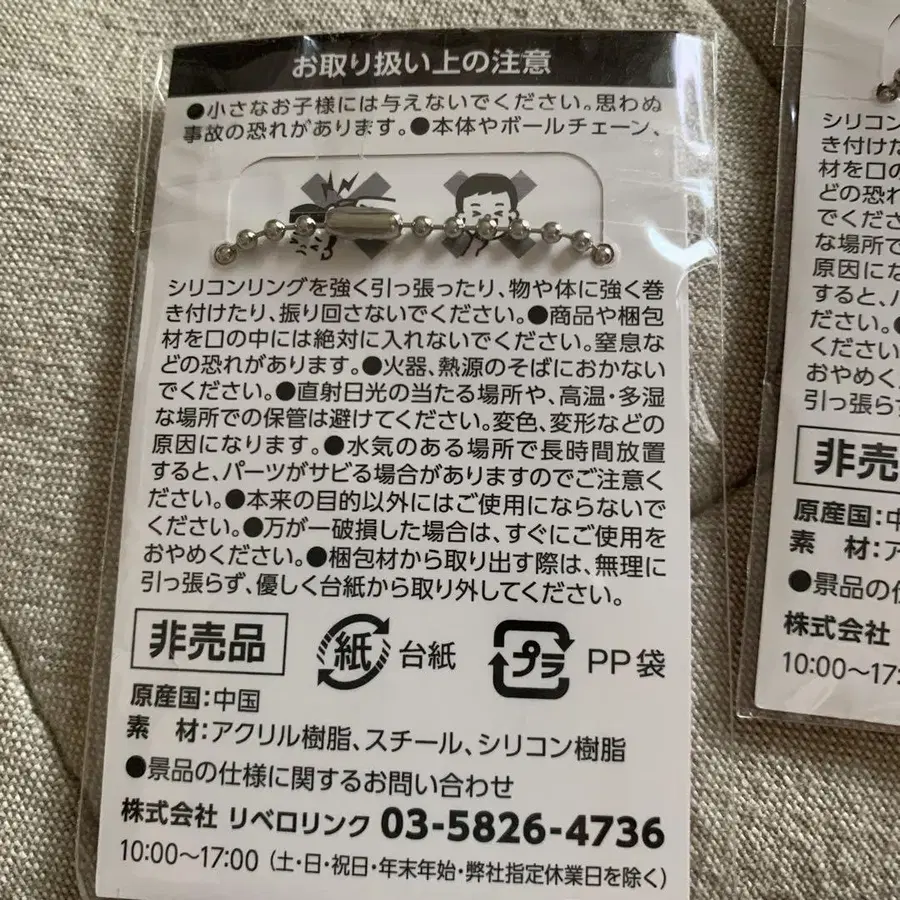 お取り扱い上の注意
●小さなお子様には与えないでください。思わぬ
事故の恐れがあります。●本体やボールチェーン、
シリコンリングを強く引っ張ったり、物や体に強く巻
き付けたり、振り回さないでください。●商品や梱包
材を口の中には絶対に入れないでください。窒息な
どの恐れがあります。●火器、熱源のそばにおかない
でください。●直射日光の当たる場所や、高温・多湿
な場所での保管は避けてください。変色、変形などの
原因になります。●水気のある場所で長時間放置
すると、パーツがサビる場合がありますのでご注意く
ださい。●本来の目的以外にはご使用にならないで
ください。●万が一破損した場合は、すぐにご使用を
おやめください。●梱包材から取り出す際は、無理に
引っ張らず、優しく台紙から取り外してください。
非売品 紙 台紙 プラ PP袋
原産国:中国
素 材:アクリル樹脂、スチール、シリコン樹脂
●景品の仕様に関するお問い合わせ
株式会社 リベロリンク 03-5826-4736
10:00〜17:00(土・日・祝日・年末年始・弊社指定休業日を除く)
シリコン
き付けた
材を口の
どの恐れ
でくださ
な場所で
原因にな
すると、パ
ださい。●
ください
おやめく
引っ張らず
非売
原産国:中
素 材:ア
●景品の仕
株式会社
10:00〜17: